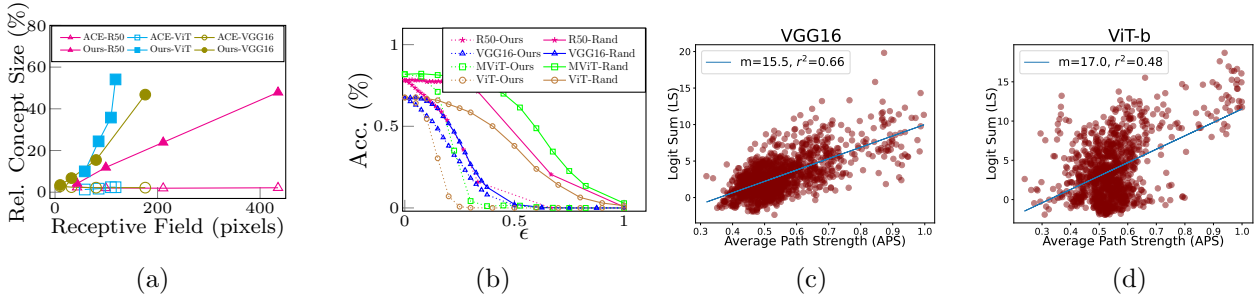 Rel. Concept Size (%)
80
60
40
20
0
ACE-R50
ACE-ViT
ACE-VGG16
Ours-R50
Ours-ViT
Ours-VGG16
0
200
400
Receptive Field (pixels)
(a)
Acc. (%)
1
0.5
0
R50-Ours
R50-Rand
VGG16-Ours
VGG16-Rand
MViT-Ours
MViT-Rand
ViT-Ours
ViT-Rand
0
0.5
1
ϵ
(b)
VGG16
m=15.5, r²=0.66
Logit Sum (LS)
20
15
10
5
0
0.3 0.4 0.5 0.6 0.7 0.8 0.9 1.0
Average Path Strength (APS)
(c)
ViT-b
m=17.0, r²=0.48
Logit Sum (LS)
15
10
5
0
0.3 0.4 0.5 0.6 0.7 0.8 0.9 1.0
Average Path Strength (APS)
(d)